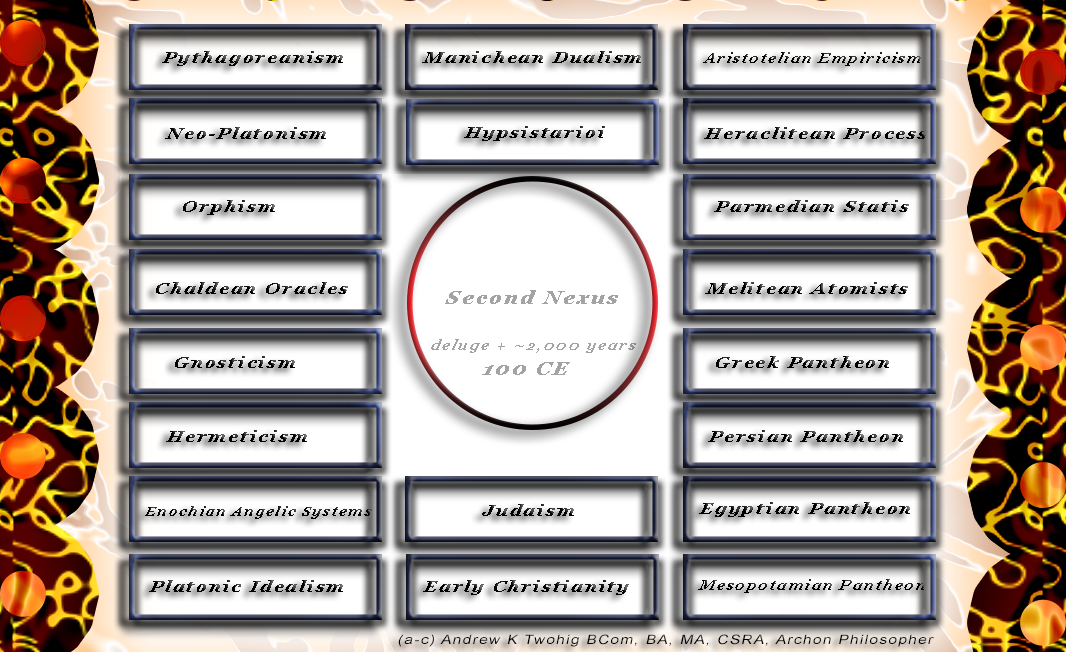 Pythagoreanism
Manichean Dualism
Aristotelian Empiricism
Neo-Platonism
Hypsistarioi
Heraclitean Process
Orphism
Parmedian Statis
Chaldean Oracles
Second Nexus
Melitean Atomists
deluge + ~2,000 years
100 CE
Gnosticism
Greek Pantheon
Hermeticism
Persian Pantheon
Enochian Angelic Systems
Judaism
Egyptian Pantheon
Platonic Idealism
Early Christianity
Mesopotamian Pantheon
(a-c) Andrew K Twohig BCom, BA, MA, CSRA, Archon Philosopher